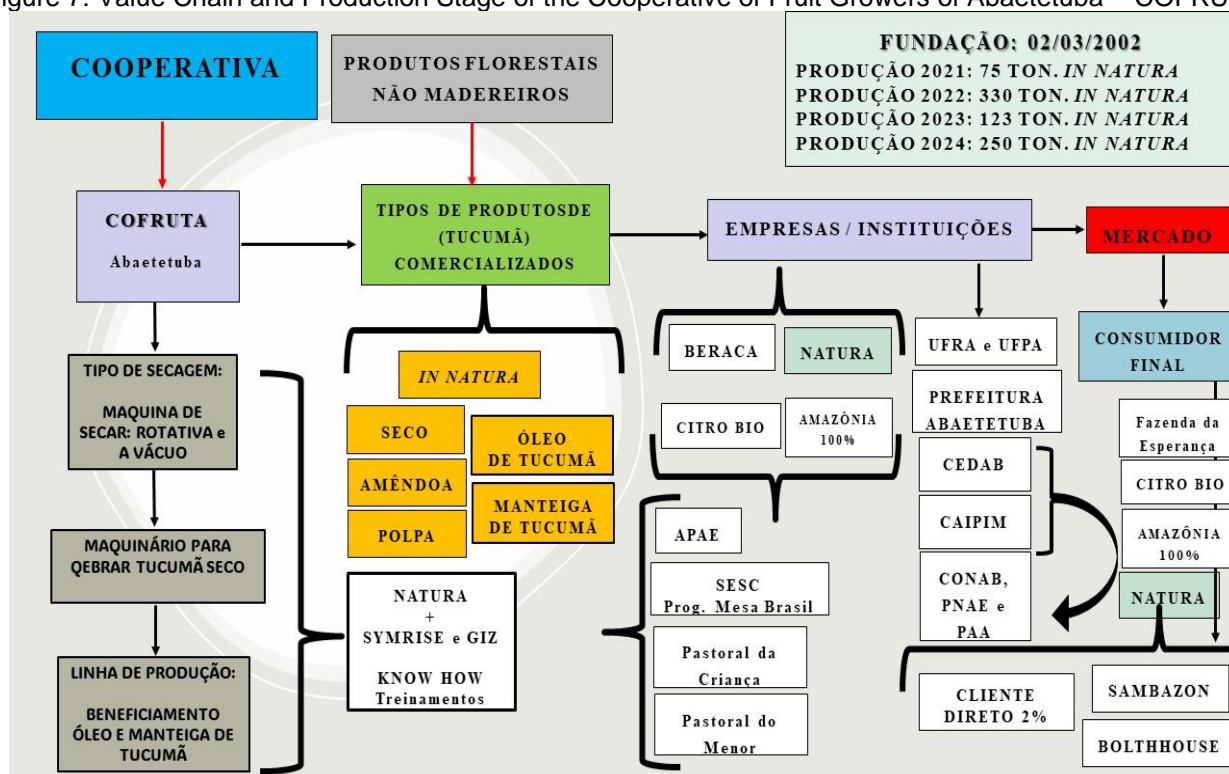 Figure 7. Value Chain and Production Stage of the Cooperative of Fruit Growers of Abaetetuba – COFRU
COOPERATIVA
PRODUTOS FLORESTAIS
NÃO MADEREIROS
FUNDAÇÃO: 02/03/2002
PRODUÇÃO 2021: 75 TON. IN NATURA
PRODUÇÃO 2022: 330 TON. IN NATURA
PRODUÇÃO 2023: 123 TON. IN NATURA
PRODUÇÃO 2024: 250 TON. IN NATURA
COFRUTA
Abaetetuba
TIPOS DE PRODUTOSDE
(TUCUMÃ)
COMERCIALIZADOS
EMPRESAS / INSTITUIÇÕES
MERCADO
TIPO DE SECAGEM:
MAQUINA DE
SECAR: ROTATIVA e
A VÁCUO
MAQUINÁRIO PARA
QEBRAR TUCUMÃ SECO
LINHA DE PRODUÇÃO:
BENEFICIAMENTO
ÓLEO E MANTEIGA DE
TUCUMÃ
IN NATURA
SECO
AMÊNDOA
POLPA
ÓLEO
DE TUCUMÃ
MANTEIGA
DE TUCUMÃ
NATURA
+
SYMRISE e GIZ
KNOW HOW
Treinamentos
BERACA
NATURA
CITRO BIO
AMAZÔNIA
100%
APAE
SESC
Prog. Mesa Brasil
Pastoral da
Criança
Pastoral do
Menor
UFRA e UFPA
PREFEITURA
ABAETETUBA
CEDAB
CAIPIM
CONAB,
PNAE e
PAA
CONSUMIDOR
FINAL
Fazenda da
Esperança
CITRO BIO
AMAZÔNIA
100%
NATURA
CLIENTE
DIRETO 2%
SAMBAZON
BOLTHHOUSE